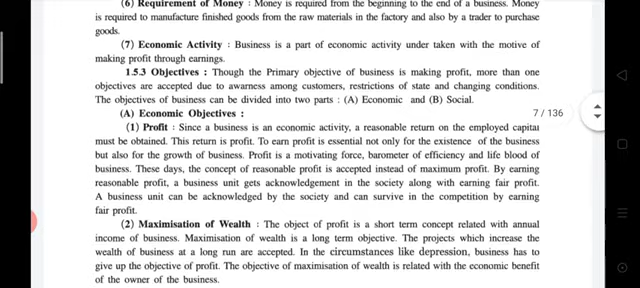 (6) Requirement of Money : Money is required from the beginning to the end of a business. Money
is required to manufacture finished goods from the raw materials in the factory and also by a trader to purchase
goods.
(7) Economic Activity : Business is a part of economic activity under taken with the motive of
making profit through earnings.
1.5.3 Objectives : Though the Primary objective of business is making profit, more than one
objectives are accepted due to awarness among customers, restrictions of state and changing conditions.
The objectives of business can be divided into two parts : (A) Economic and (B) Social.
(A) Economic Objectives :
7 / 136
(1) Profit : Since a business is an economic activity, a reasonable return on the employed capital
must be obtained. This return is profit. To earn profit is essential not only for the existence of the business
but also for the growth of business. Profit is a motivating force, barometer of efficiency and life blood of
business. These days, the concept of reasonable profit is accepted instead of maximum profit. By earning
reasonable profit, a business unit gets acknowledgement in the society along with earning fair profit.
A business unit can be acknowledged by the society and can survive in the competition by earning
fair profit.
(2) Maximisation of Wealth : The object of profit is a short term concept related with annual
income of business. Maximisation of wealth is a long term objective. The projects which increase the
wealth of business at a long run are accepted. In the circumstances like depression, business has to
give up the objective of profit. The objective of maximisation of wealth is related with the economic benefit
of the owner of the business.